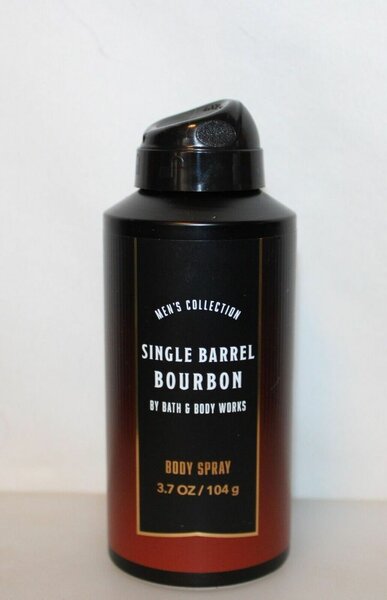 MEN'S COLLECTION
SINGLE BARREL
BOURBON
BY BATH & BODY WORKS
BODY SPRAY
3.7 OZ / 104 g